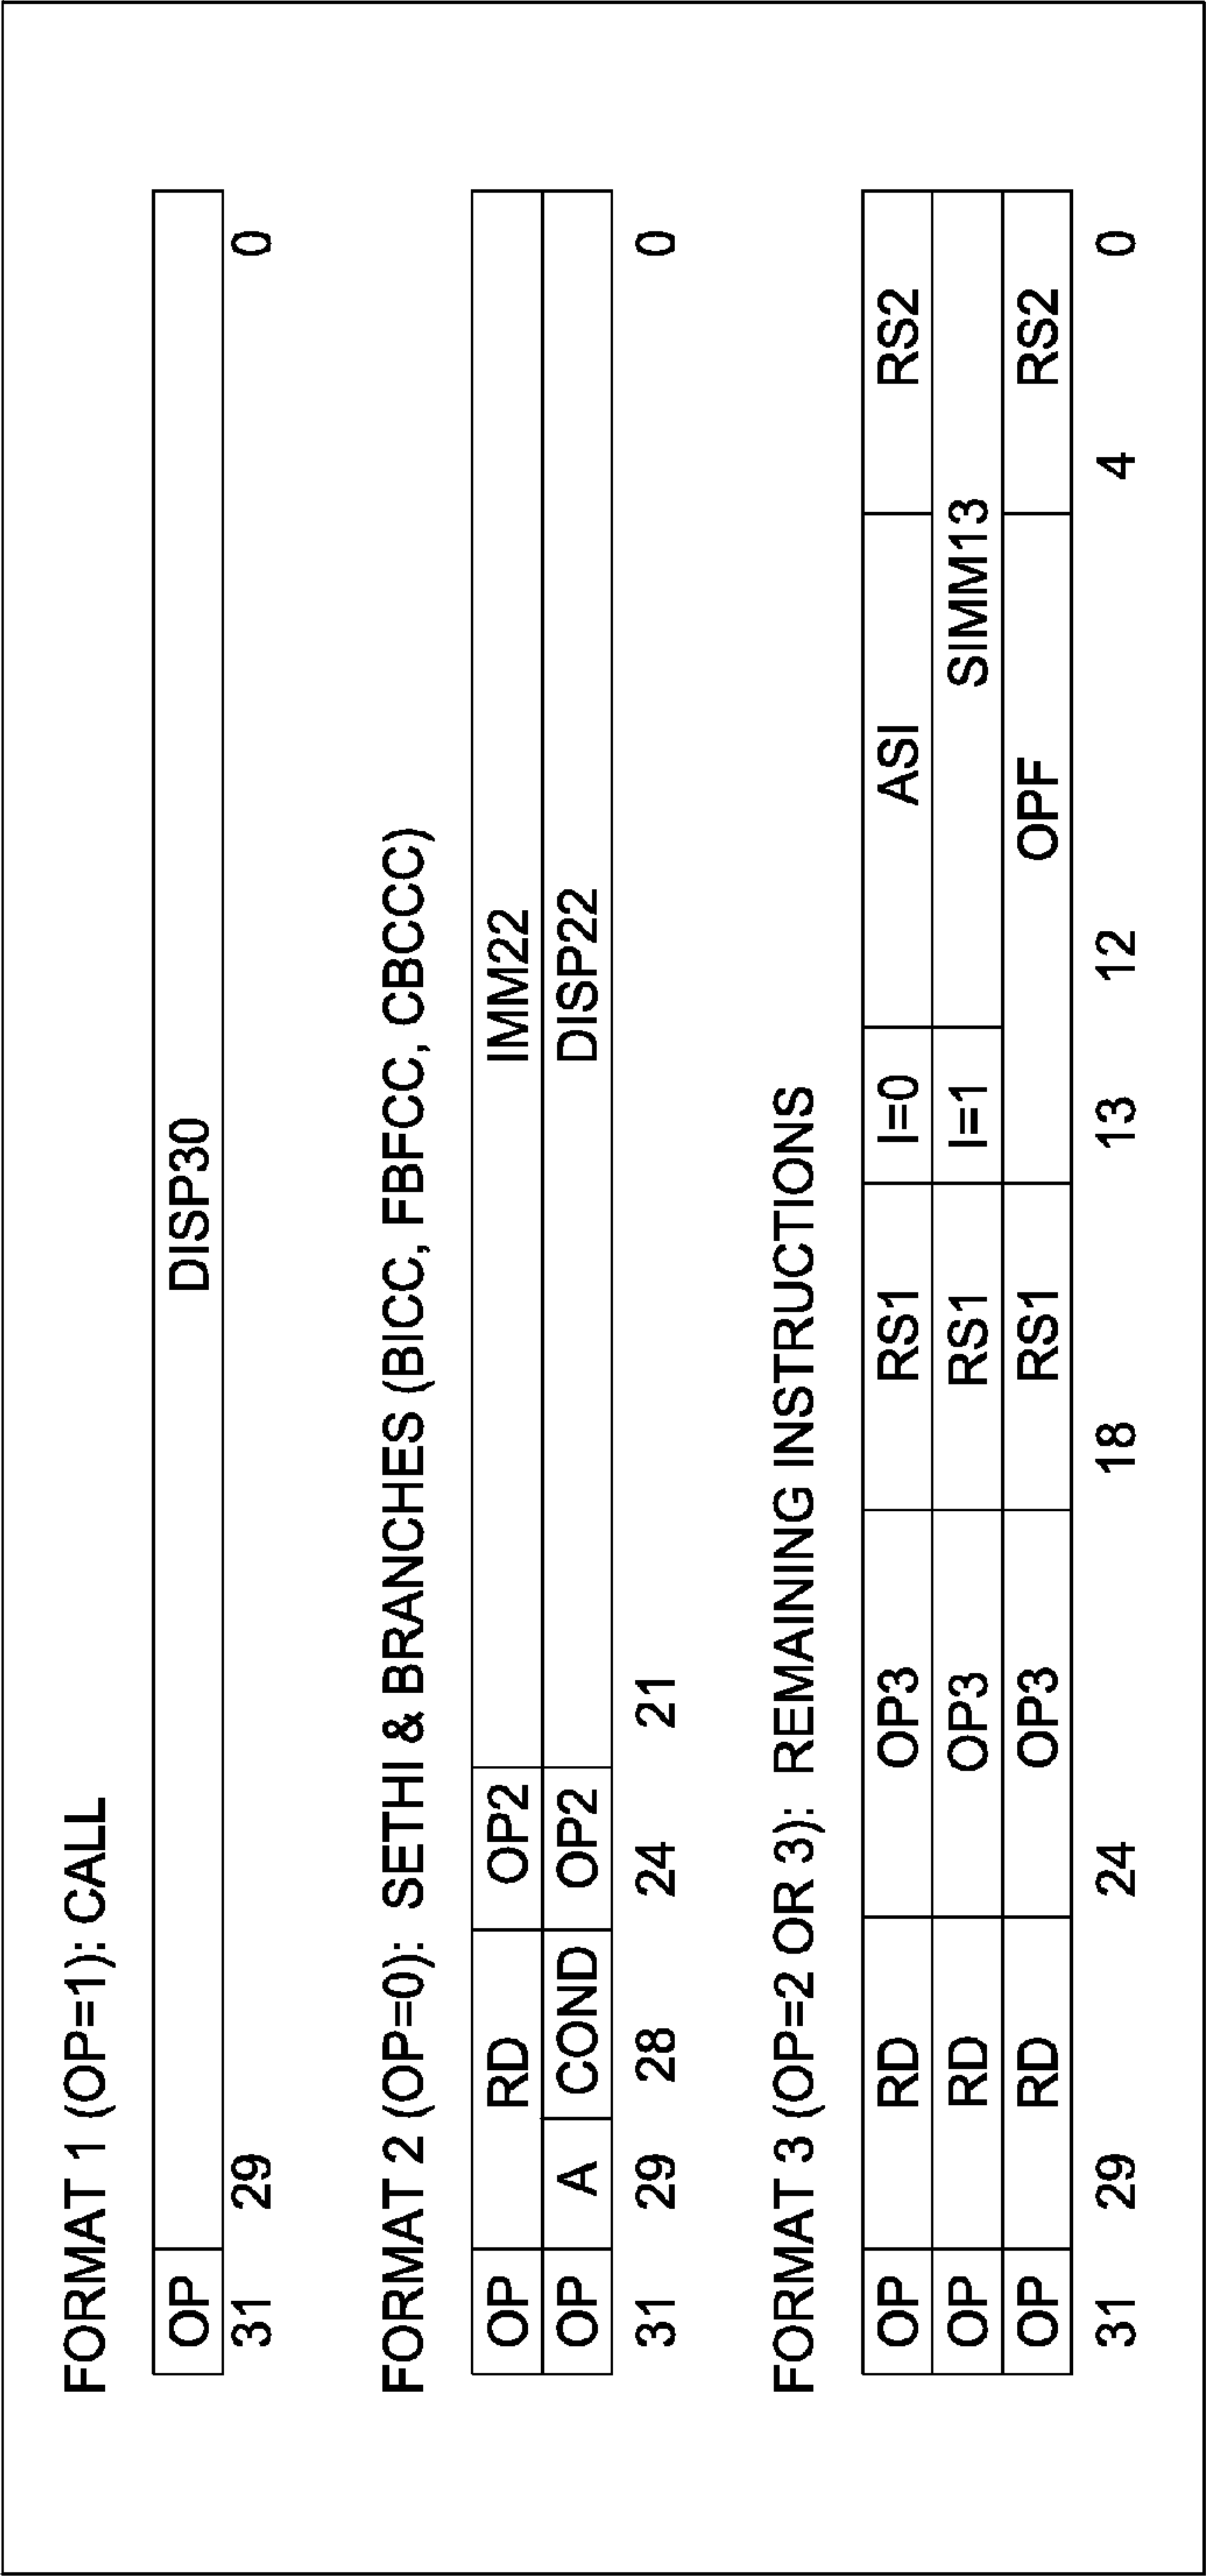 FORMAT 1 (OP=1): CALL
OP DISP30
31 29 0
FORMAT 2 (OP=0): SETHI & BRANCHES (BICC, FBFCC, CBCCC)
OP RD OP2 IMM22
OP A COND OP2 DISP22
31 29 28 24 21 0
FORMAT 3 (OP=2 OR 3): REMAINING INSTRUCTIONS
OP RD OP3 RS1 I=0 ASI RS2
OP RD OP3 RS1 I=1 SIMM13
OP RD OP3 RS1 OPF RS2
31 29 24 18 13 12 4 0